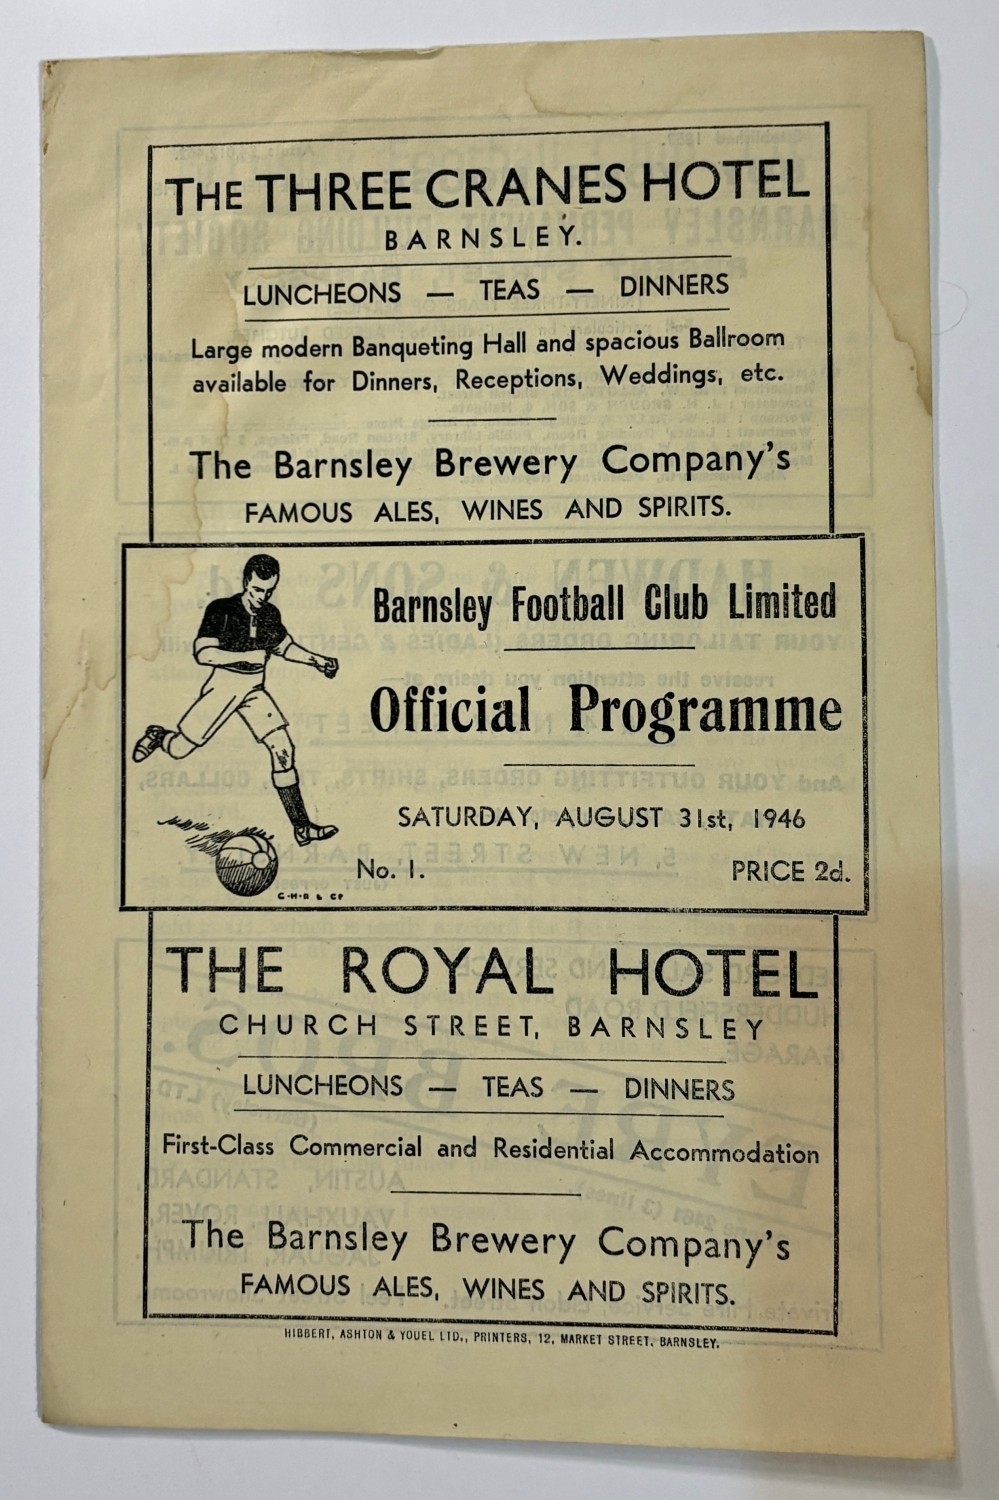 THE THREE CRANES HOTEL
BARNSLEY.
LUNCHEONS — TEAS — DINNERS
Large modern Banqueting Hall and spacious Ballroom
available for Dinners, Receptions, Weddings, etc.
The Barnsley Brewery Company's
FAMOUS ALES, WINES AND SPIRITS.
Barnsley Football Club Limited
Official Programme
SATURDAY, AUGUST 31st, 1946
No. 1.
PRICE 2d.
THE ROYAL HOTEL
CHURCH STREET, BARNSLEY
LUNCHEONS — TEAS — DINNERS
First-Class Commercial and Residential Accommodation
The Barnsley Brewery Company's
FAMOUS ALES, WINES AND SPIRITS.
HIBBERT, ASHTON & YOUEL LTD., PRINTERS, 12, MARKET STREET, BARNSLEY.